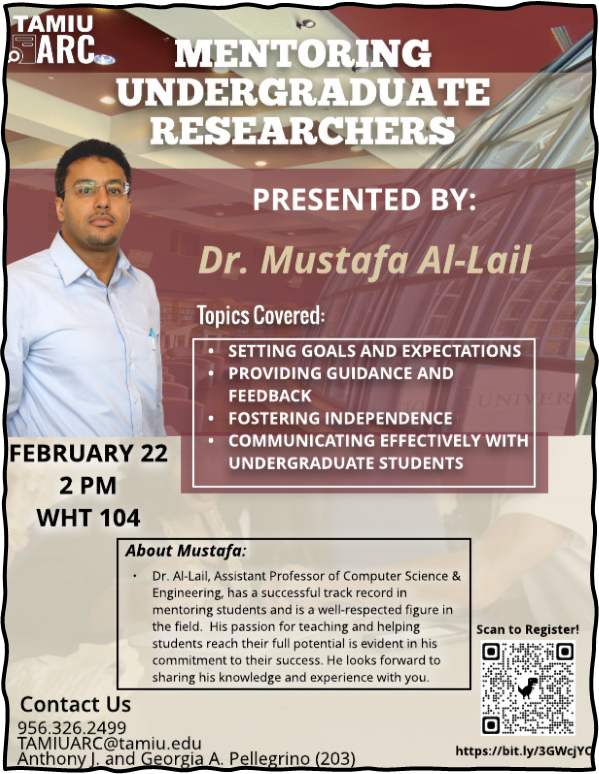 TAMIU
ARC
MENTORING
UNDERGRADUATE
RESEARCHERS
PRESENTED BY:
Dr. Mustafa Al-Lail
Topics Covered:
• SETTING GOALS AND EXPECTATIONS
• PROVIDING GUIDANCE AND
FEEDBACK
• FOSTERING INDEPENDENCE
• COMMUNICATING EFFECTIVELY WITH
UNDERGRADUATE STUDENTS
UNIVER
FEBRUARY 22
2 PM
WHT 104
About Mustafa:
• Dr. Al-Lail, Assistant Professor of Computer Science &
Engineering, has a successful track record in
mentoring students and is a well-respected figure in
the field. His passion for teaching and helping
students reach their full potential is evident in his
commitment to their success. He looks forward to
sharing his knowledge and experience with you.
Scan to Register!
https://bit.ly/3GWcjYC
Contact Us
956.326.2499
TAMIUARC@tamiu.edu
Anthony J. and Georgia A. Pellegrino (203)